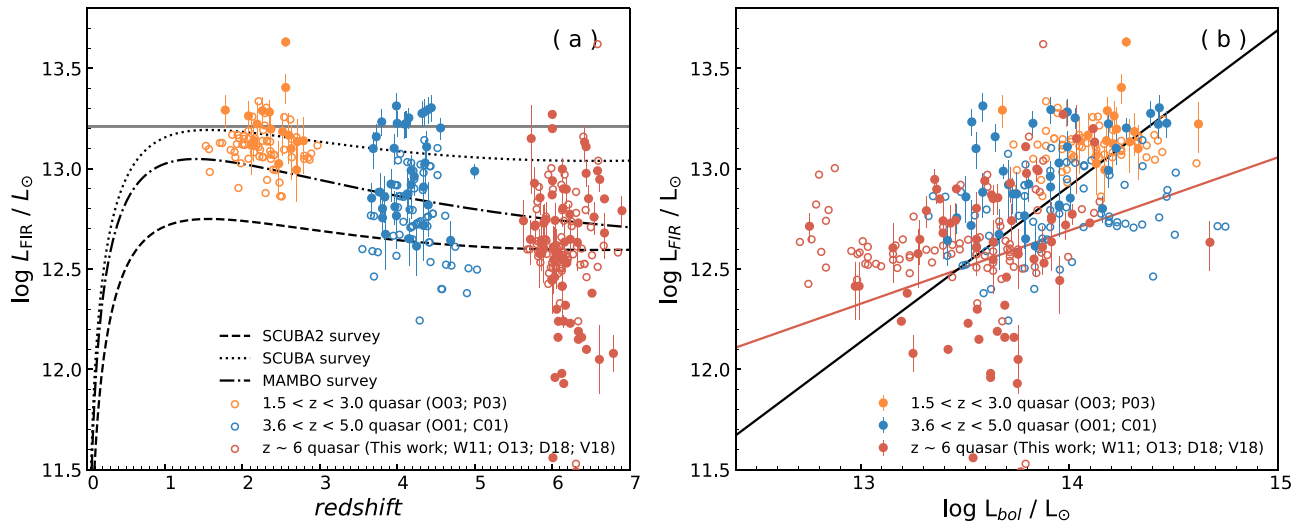 ( a )
log L_FIR / L_⊙
13.5
13.0
12.5
12.0
11.5
SCUBA2 survey
SCUBA survey
MAMBO survey
1.5 < z < 3.0 quasar (O03; P03)
3.6 < z < 5.0 quasar (O01; C01)
z ~ 6 quasar (This work; W11; O13; D18; V18)
0 1 2 3 4 5 6 7
redshift
( b )
log L_FIR / L_⊙
13.5
13.0
12.5
12.0
11.5
1.5 < z < 3.0 quasar (O03; P03)
3.6 < z < 5.0 quasar (O01; C01)
z ~ 6 quasar (This work; W11; O13; D18; V18)
13 14 15
log L_bol / L_⊙